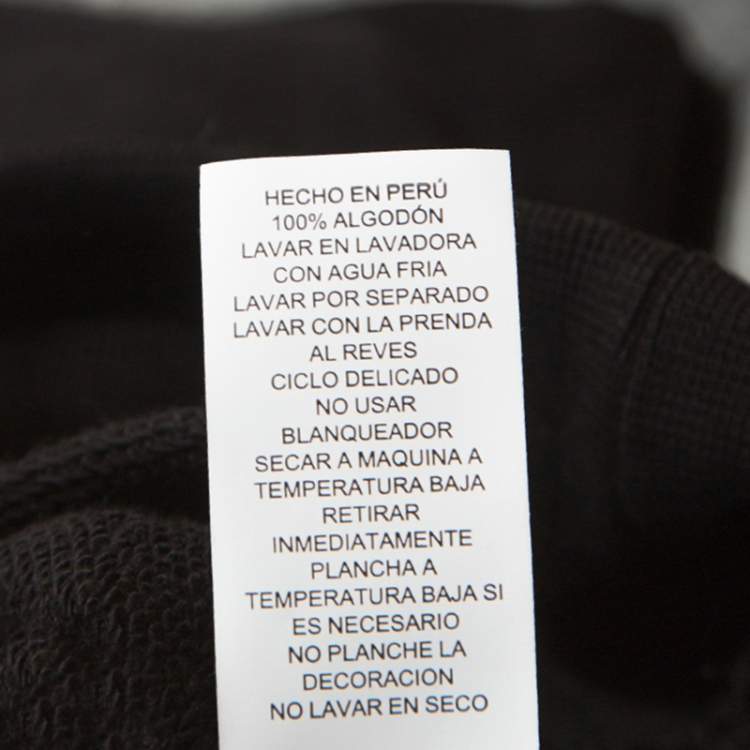 HECHO EN PERÚ
100% ALGODÓN
LAVAR EN LAVADORA
CON AGUA FRIA
LAVAR POR SEPARADO
LAVAR CON LA PRENDA
AL REVES
CICLO DELICADO
NO USAR
BLANQUEADOR
SECAR A MAQUINA A
TEMPERATURA BAJA
RETIRAR
INMEDIATAMENTE
PLANCHA A
TEMPERATURA BAJA SI
ES NECESARIO
NO PLANCHE LA
DECORACION
NO LAVAR EN SECO